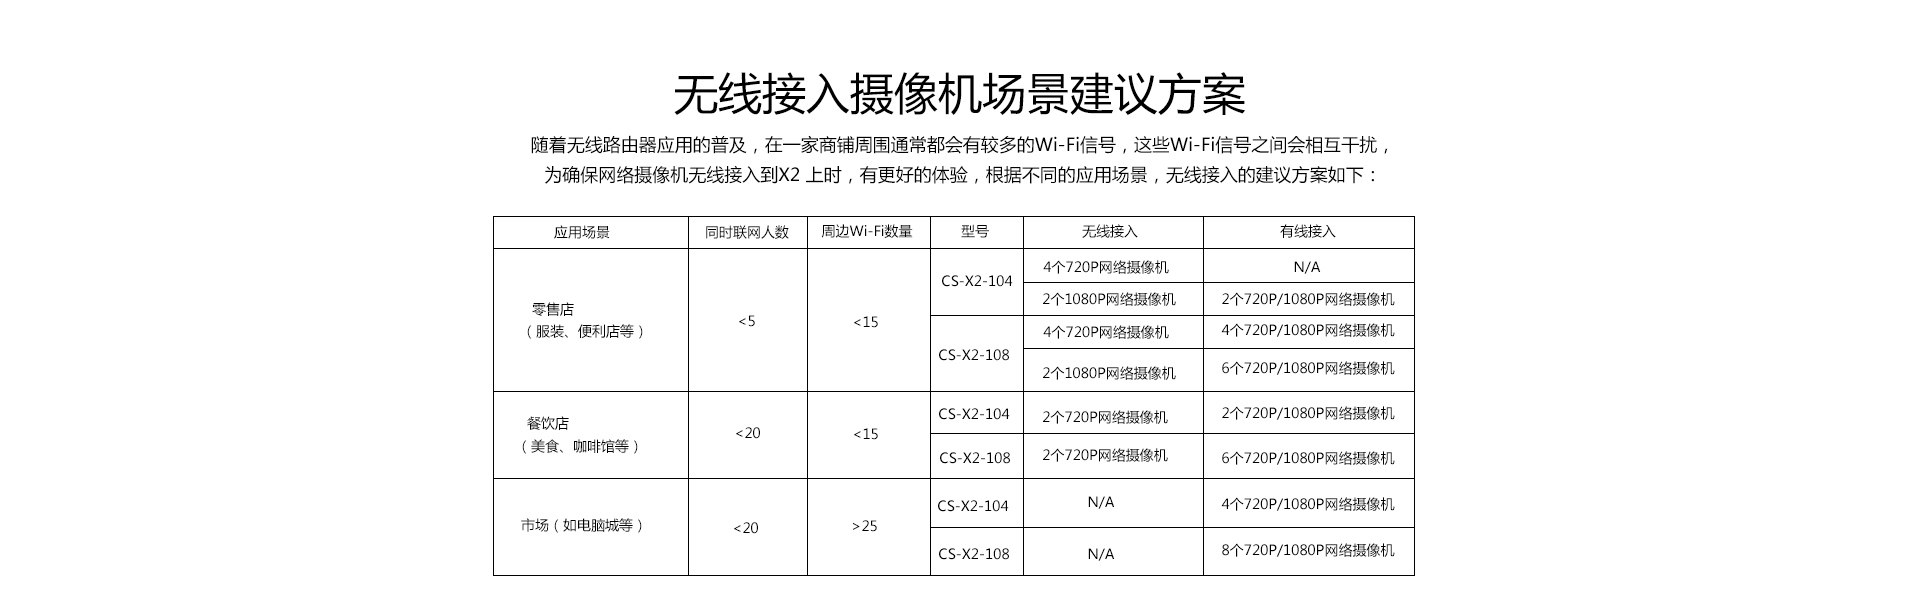 无线接入摄像机场景建议方案
随着无线路由器应用的普及，在一家商铺周围通常都会有较多的Wi-Fi信号，这些Wi-Fi信号之间会相互干扰，
为确保网络摄像机无线接入到X2 上时，有更好的体验，根据不同的应用场景，无线接入的建议方案如下：
应用场景 同时联网人数 周边Wi-Fi数量 型号 无线接入 有线接入
零售店
（服装、便利店等）
<5
<15
CS-X2-104
4个720P网络摄像机 N/A
2个1080P网络摄像机 2个720P/1080P网络摄像机
CS-X2-108
4个720P网络摄像机 4个720P/1080P网络摄像机
2个1080P网络摄像机 6个720P/1080P网络摄像机
餐饮店
（美食、咖啡馆等）
<20
<15
CS-X2-104 2个720P网络摄像机 2个720P/1080P网络摄像机
CS-X2-108 2个720P网络摄像机 6个720P/1080P网络摄像机
市场（如电脑城等）
<20
>25
CS-X2-104 N/A 4个720P/1080P网络摄像机
CS-X2-108 N/A 8个720P/1080P网络摄像机